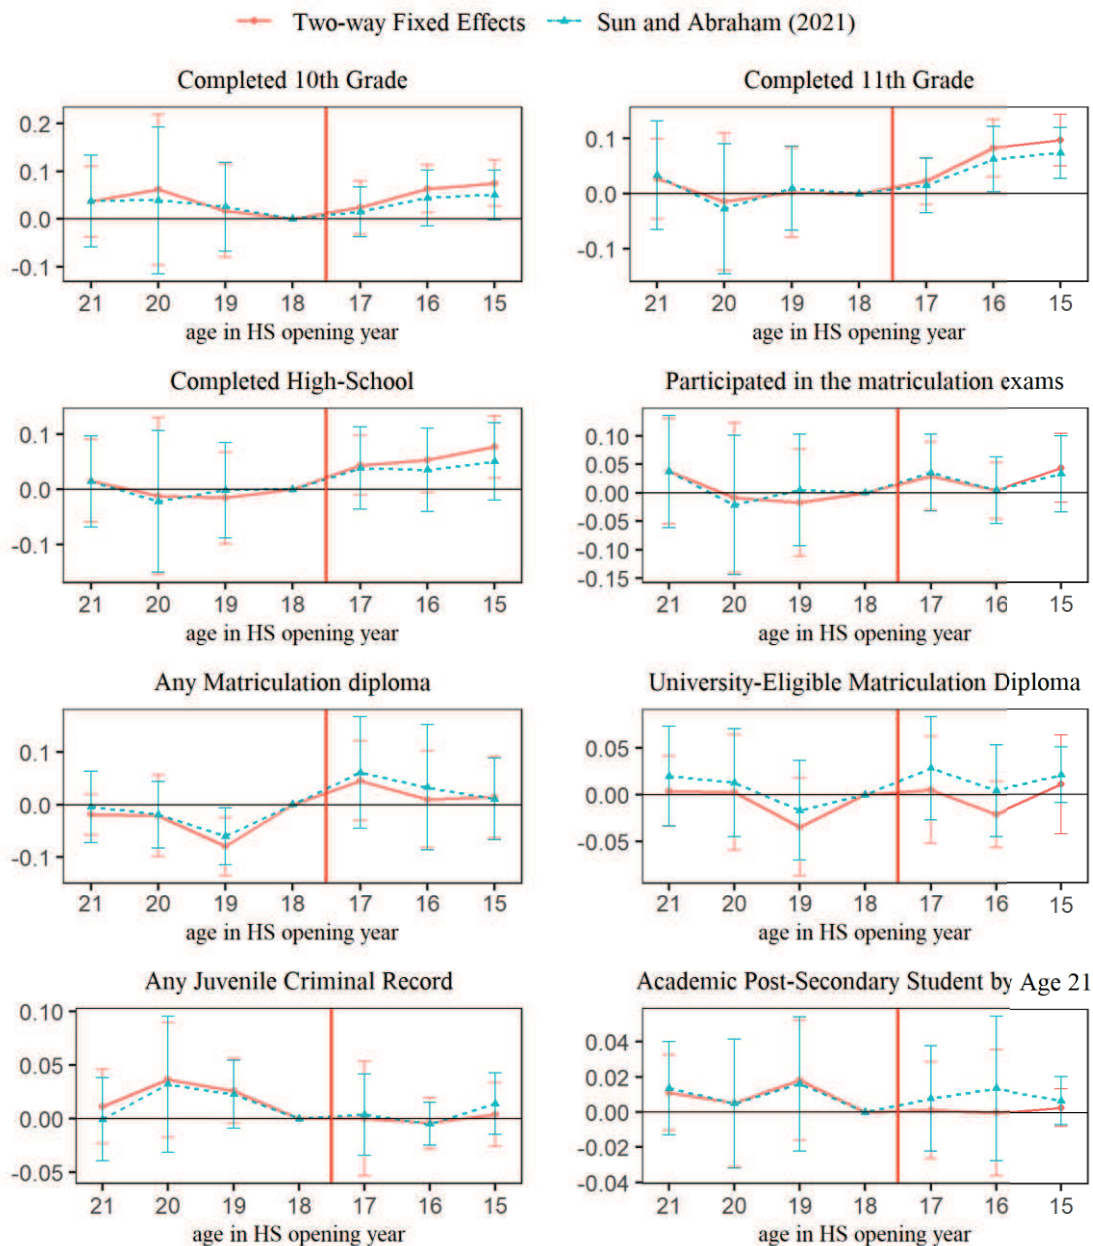 Two-way Fixed Effects Sun and Abraham (2021)
Completed 10th Grade
0.2
0.1
0.0
-0.1
21 20 19 18 17 16 15
age in HS opening year
Completed 11th Grade
0.1
0.0
-0.1
21 20 19 18 17 16 15
age in HS opening year
Completed High-School
0.1
0.0
-0.1
21 20 19 18 17 16 15
age in HS opening year
Participated in the matriculation exams
0.10
0.05
0.00
-0.05
-0.10
-0.15
21 20 19 18 17 16 15
age in HS opening year
Any Matriculation diploma
0.1
0.0
-0.1
21 20 19 18 17 16 15
age in HS opening year
University-Eligible Matriculation Diploma
0.05
0.00
-0.05
21 20 19 18 17 16 15
age in HS opening year
Any Juvenile Criminal Record
0.10
0.05
0.00
-0.05
21 20 19 18 17 16 15
age in HS opening year
Academic Post-Secondary Student by Age 21
0.04
0.02
0.00
-0.02
-0.04
21 20 19 18 17 16 15
age in HS opening year